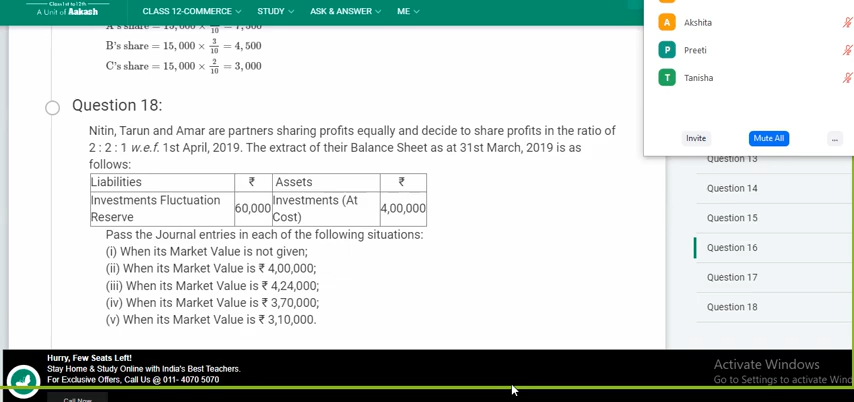 Class 1st to 12th
A Unit of Aakash
CLASS 12-COMMERCE
STUDY
ASK & ANSWER
ME
A's share = 15,000 ×
10
B's share = 15,000 × 3/10 = 4,500
C's share = 15,000 × 2/10 = 3,000
Question 18:
Nitin, Tarun and Amar are partners sharing profits equally and decide to share profits in the ratio of
2 : 2 : 1 w.e.f. 1st April, 2019. The extract of their Balance Sheet as at 31st March, 2019 is as
follows:
Liabilities ₹ Assets ₹
Investments Fluctuation Reserve 60,000 Investments (At Cost) 4,00,000
Pass the Journal entries in each of the following situations:
(i) When its Market Value is not given;
(ii) When its Market Value is ₹ 4,00,000;
(iii) When its Market Value is ₹ 4,24,000;
(iv) When its Market Value is ₹ 3,70,000;
(v) When its Market Value is ₹ 3,10,000.
A Akshita
P Preeti
T Tanisha
Invite
Mute All
...
Question 13
Question 14
Question 15
Question 16
Question 17
Question 18
Hurry, Few Seats Left!
Stay Home & Study Online with India's Best Teachers.
For Exclusive Offers, Call Us @ 011- 4070 5070
Call Now
Activate Windows
Go to Settings to activate Wind